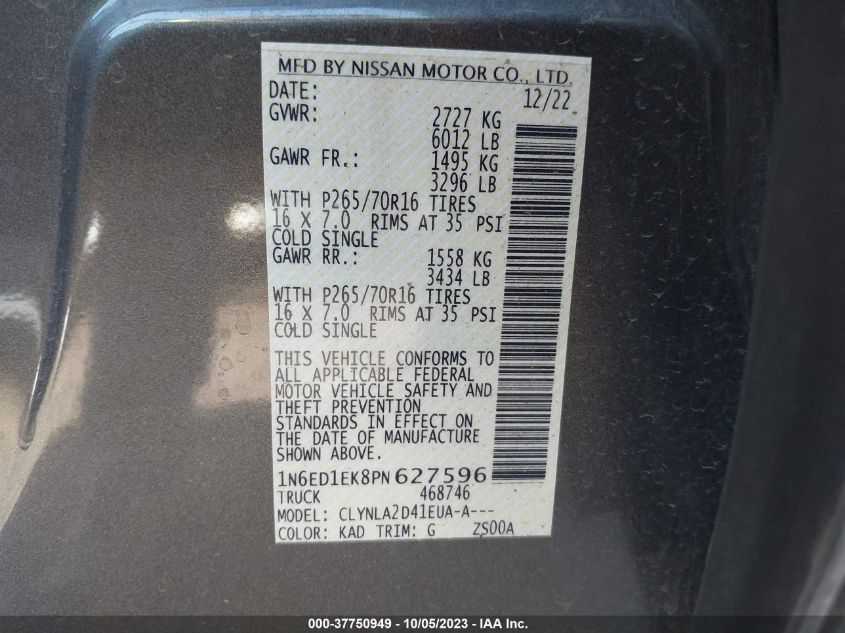 MFD BY NISSAN MOTOR CO., LTD.
DATE: 12/22
GVWR: 2727 KG
6012 LB
GAWR FR.: 1495 KG
3296 LB
WITH P265/70R16 TIRES
16 X 7.0 RIMS AT 35 PSI
COLD SINGLE
GAWR RR.: 1558 KG
3434 LB
WITH P265/70R16 TIRES
16 X 7.0 RIMS AT 35 PSI
COLD SINGLE
THIS VEHICLE CONFORMS TO
ALL APPLICABLE FEDERAL
MOTOR VEHICLE SAFETY AND
THEFT PREVENTION
STANDARDS IN EFFECT ON
THE DATE OF MANUFACTURE
SHOWN ABOVE.
1N6ED1EK8PN627596
TRUCK 468746
MODEL: CLYNLA2D41EUA-A---
COLOR: KAD TRIM: G ZS00A
000-37750949 - 10/05/2023 - IAAI Inc.